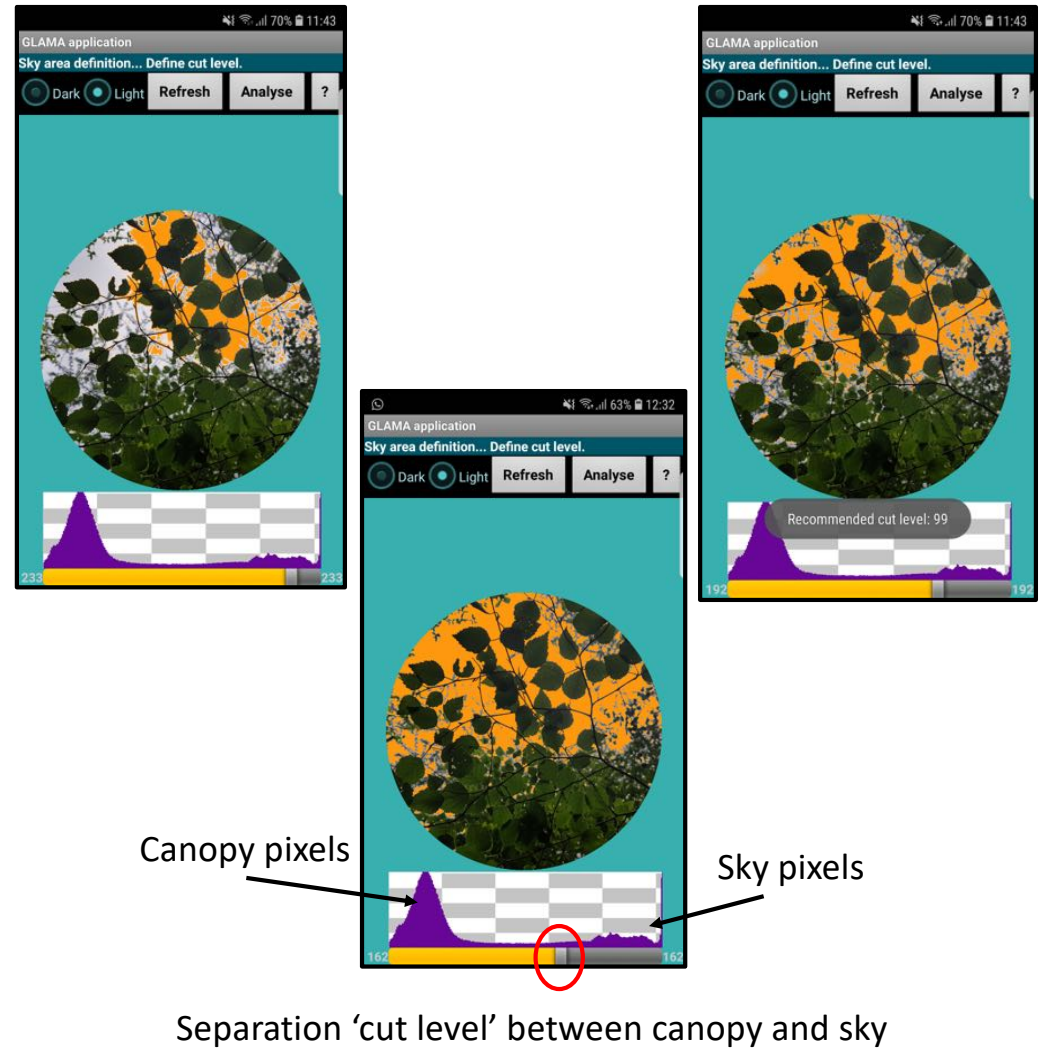 70% 11:43
GLAMA application
Sky area definition... Define cut level.
Dark Light Refresh Analyse ?
233 233
70% 11:43
GLAMA application
Sky area definition... Define cut level.
Dark Light Refresh Analyse ?
Recommended cut level: 99
192 192
63% 12:32
GLAMA application
Sky area definition... Define cut level.
Dark Light Refresh Analyse ?
Canopy pixels
Sky pixels
162 162
Separation ‘cut level’ between canopy and sky